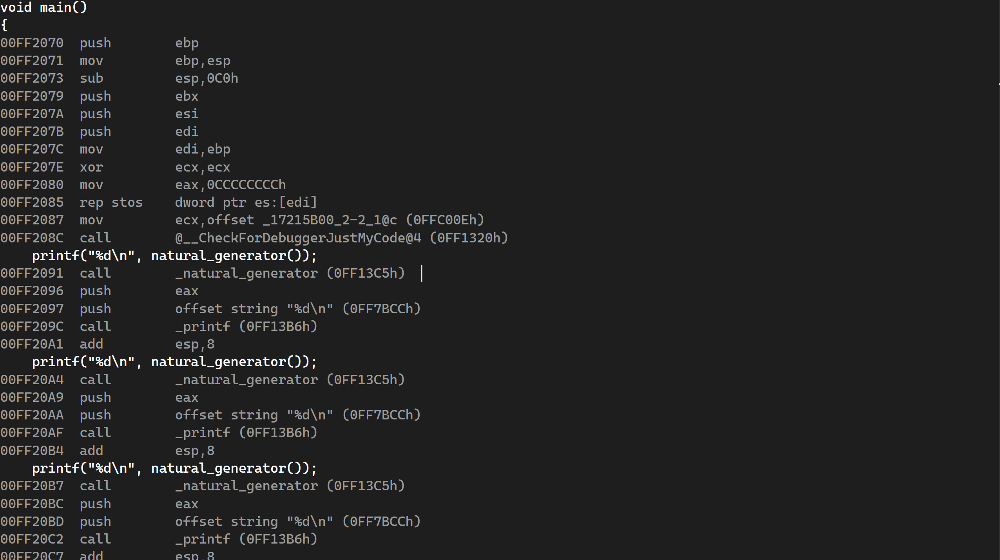 void main()
{
00FF2070  push        ebp
00FF2071  mov         ebp,esp
00FF2073  sub         esp,0C0h
00FF2079  push        ebx
00FF207A  push        esi
00FF207B  push        edi
00FF207C  mov         edi,ebp
00FF207E  xor         ecx,ecx
00FF2080  mov         eax,0CCCCCCCCh
00FF2085  rep stos    dword ptr es:[edi]
00FF2087  mov         ecx,offset _17215B00_2-2_1@c (0FFC00Eh)
00FF208C  call        @__CheckForDebuggerJustMyCode@4 (0FF1320h)
    printf("%d\n", natural_generator());
00FF2091  call        _natural_generator (0FF13C5h)
00FF2096  push        eax
00FF2097  push        offset string "%d\n" (0FF7BCCh)
00FF209C  call        _printf (0FF13B6h)
00FF20A1  add         esp,8
    printf("%d\n", natural_generator());
00FF20A4  call        _natural_generator (0FF13C5h)
00FF20A9  push        eax
00FF20AA  push        offset string "%d\n" (0FF7BCCh)
00FF20AF  call        _printf (0FF13B6h)
00FF20B4  add         esp,8
    printf("%d\n", natural_generator());
00FF20B7  call        _natural_generator (0FF13C5h)
00FF20BC  push        eax
00FF20BD  push        offset string "%d\n" (0FF7BCCh)
00FF20C2  call        _printf (0FF13B6h)
00FF20C7  add         esp,8